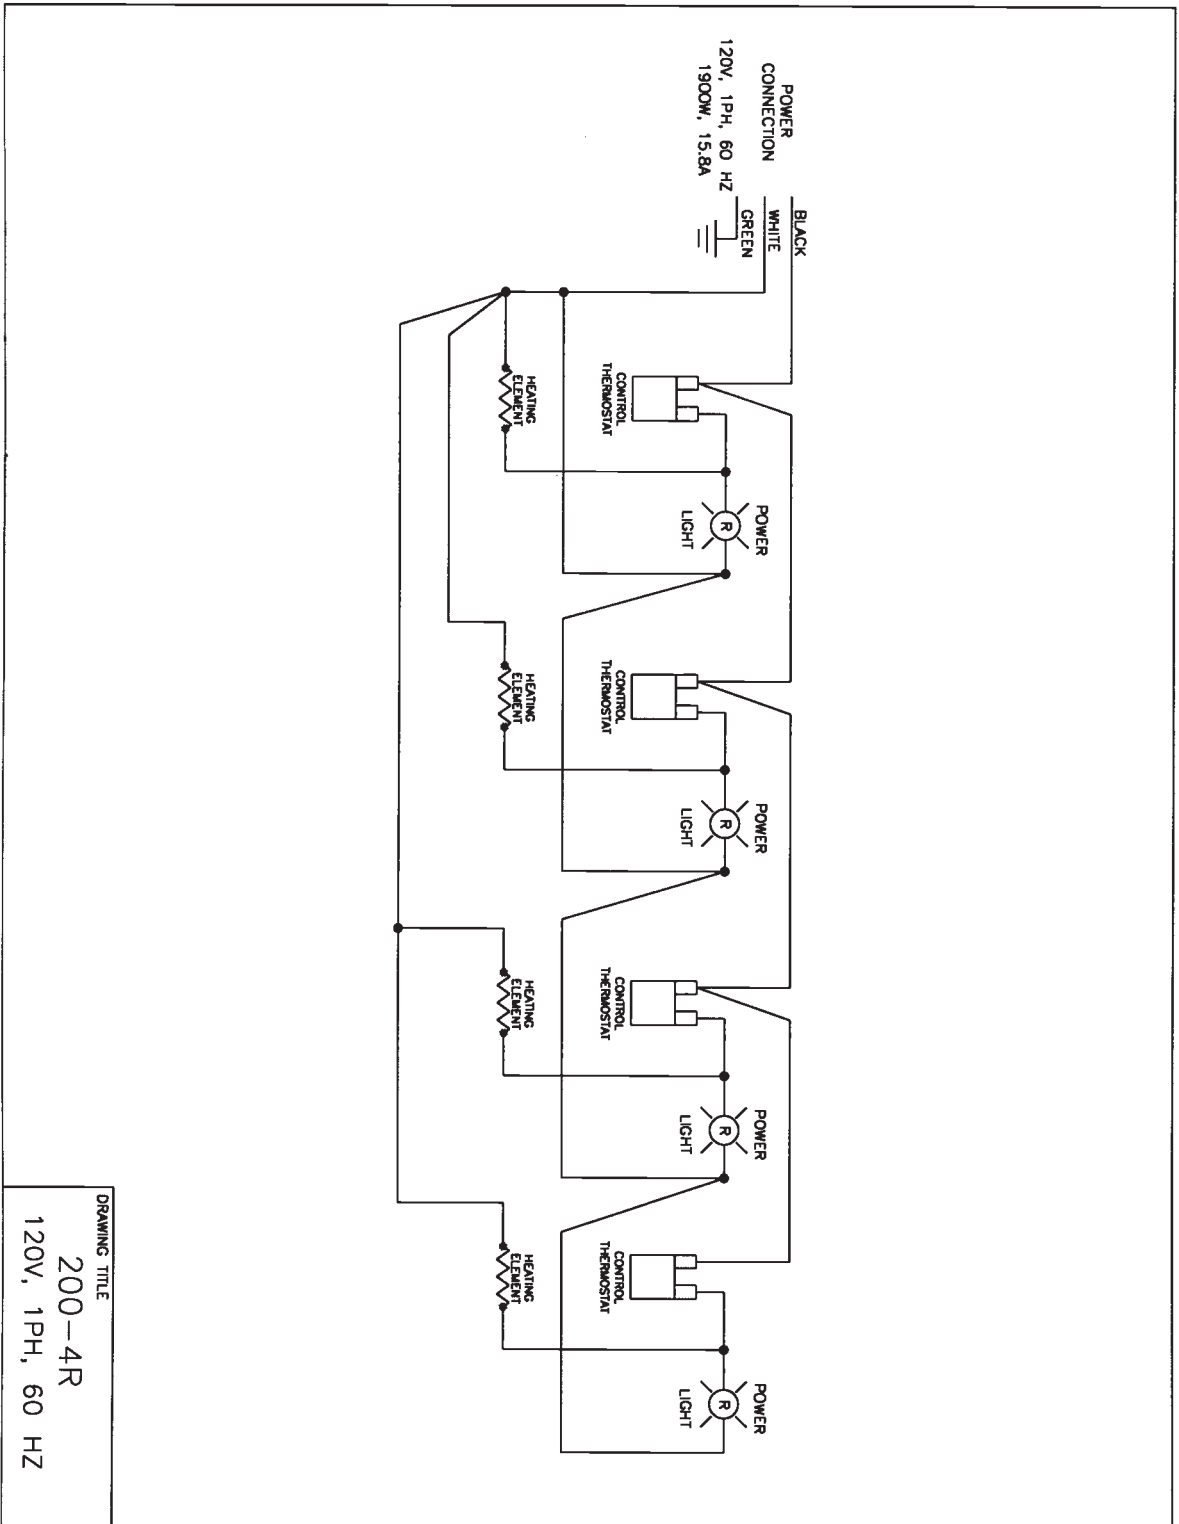 POWER
CONNECTION
120V, 1PH, 60 HZ
1900W, 15.8A
BLACK
WHITE
GREEN
CONTROL
THERMOSTAT
HEATING
ELEMENT
POWER
R
LIGHT
CONTROL
THERMOSTAT
HEATING
ELEMENT
POWER
R
LIGHT
CONTROL
THERMOSTAT
HEATING
ELEMENT
POWER
R
LIGHT
CONTROL
THERMOSTAT
HEATING
ELEMENT
POWER
R
LIGHT
DRAWING TITLE
200-4R
120V, 1PH, 60 HZ